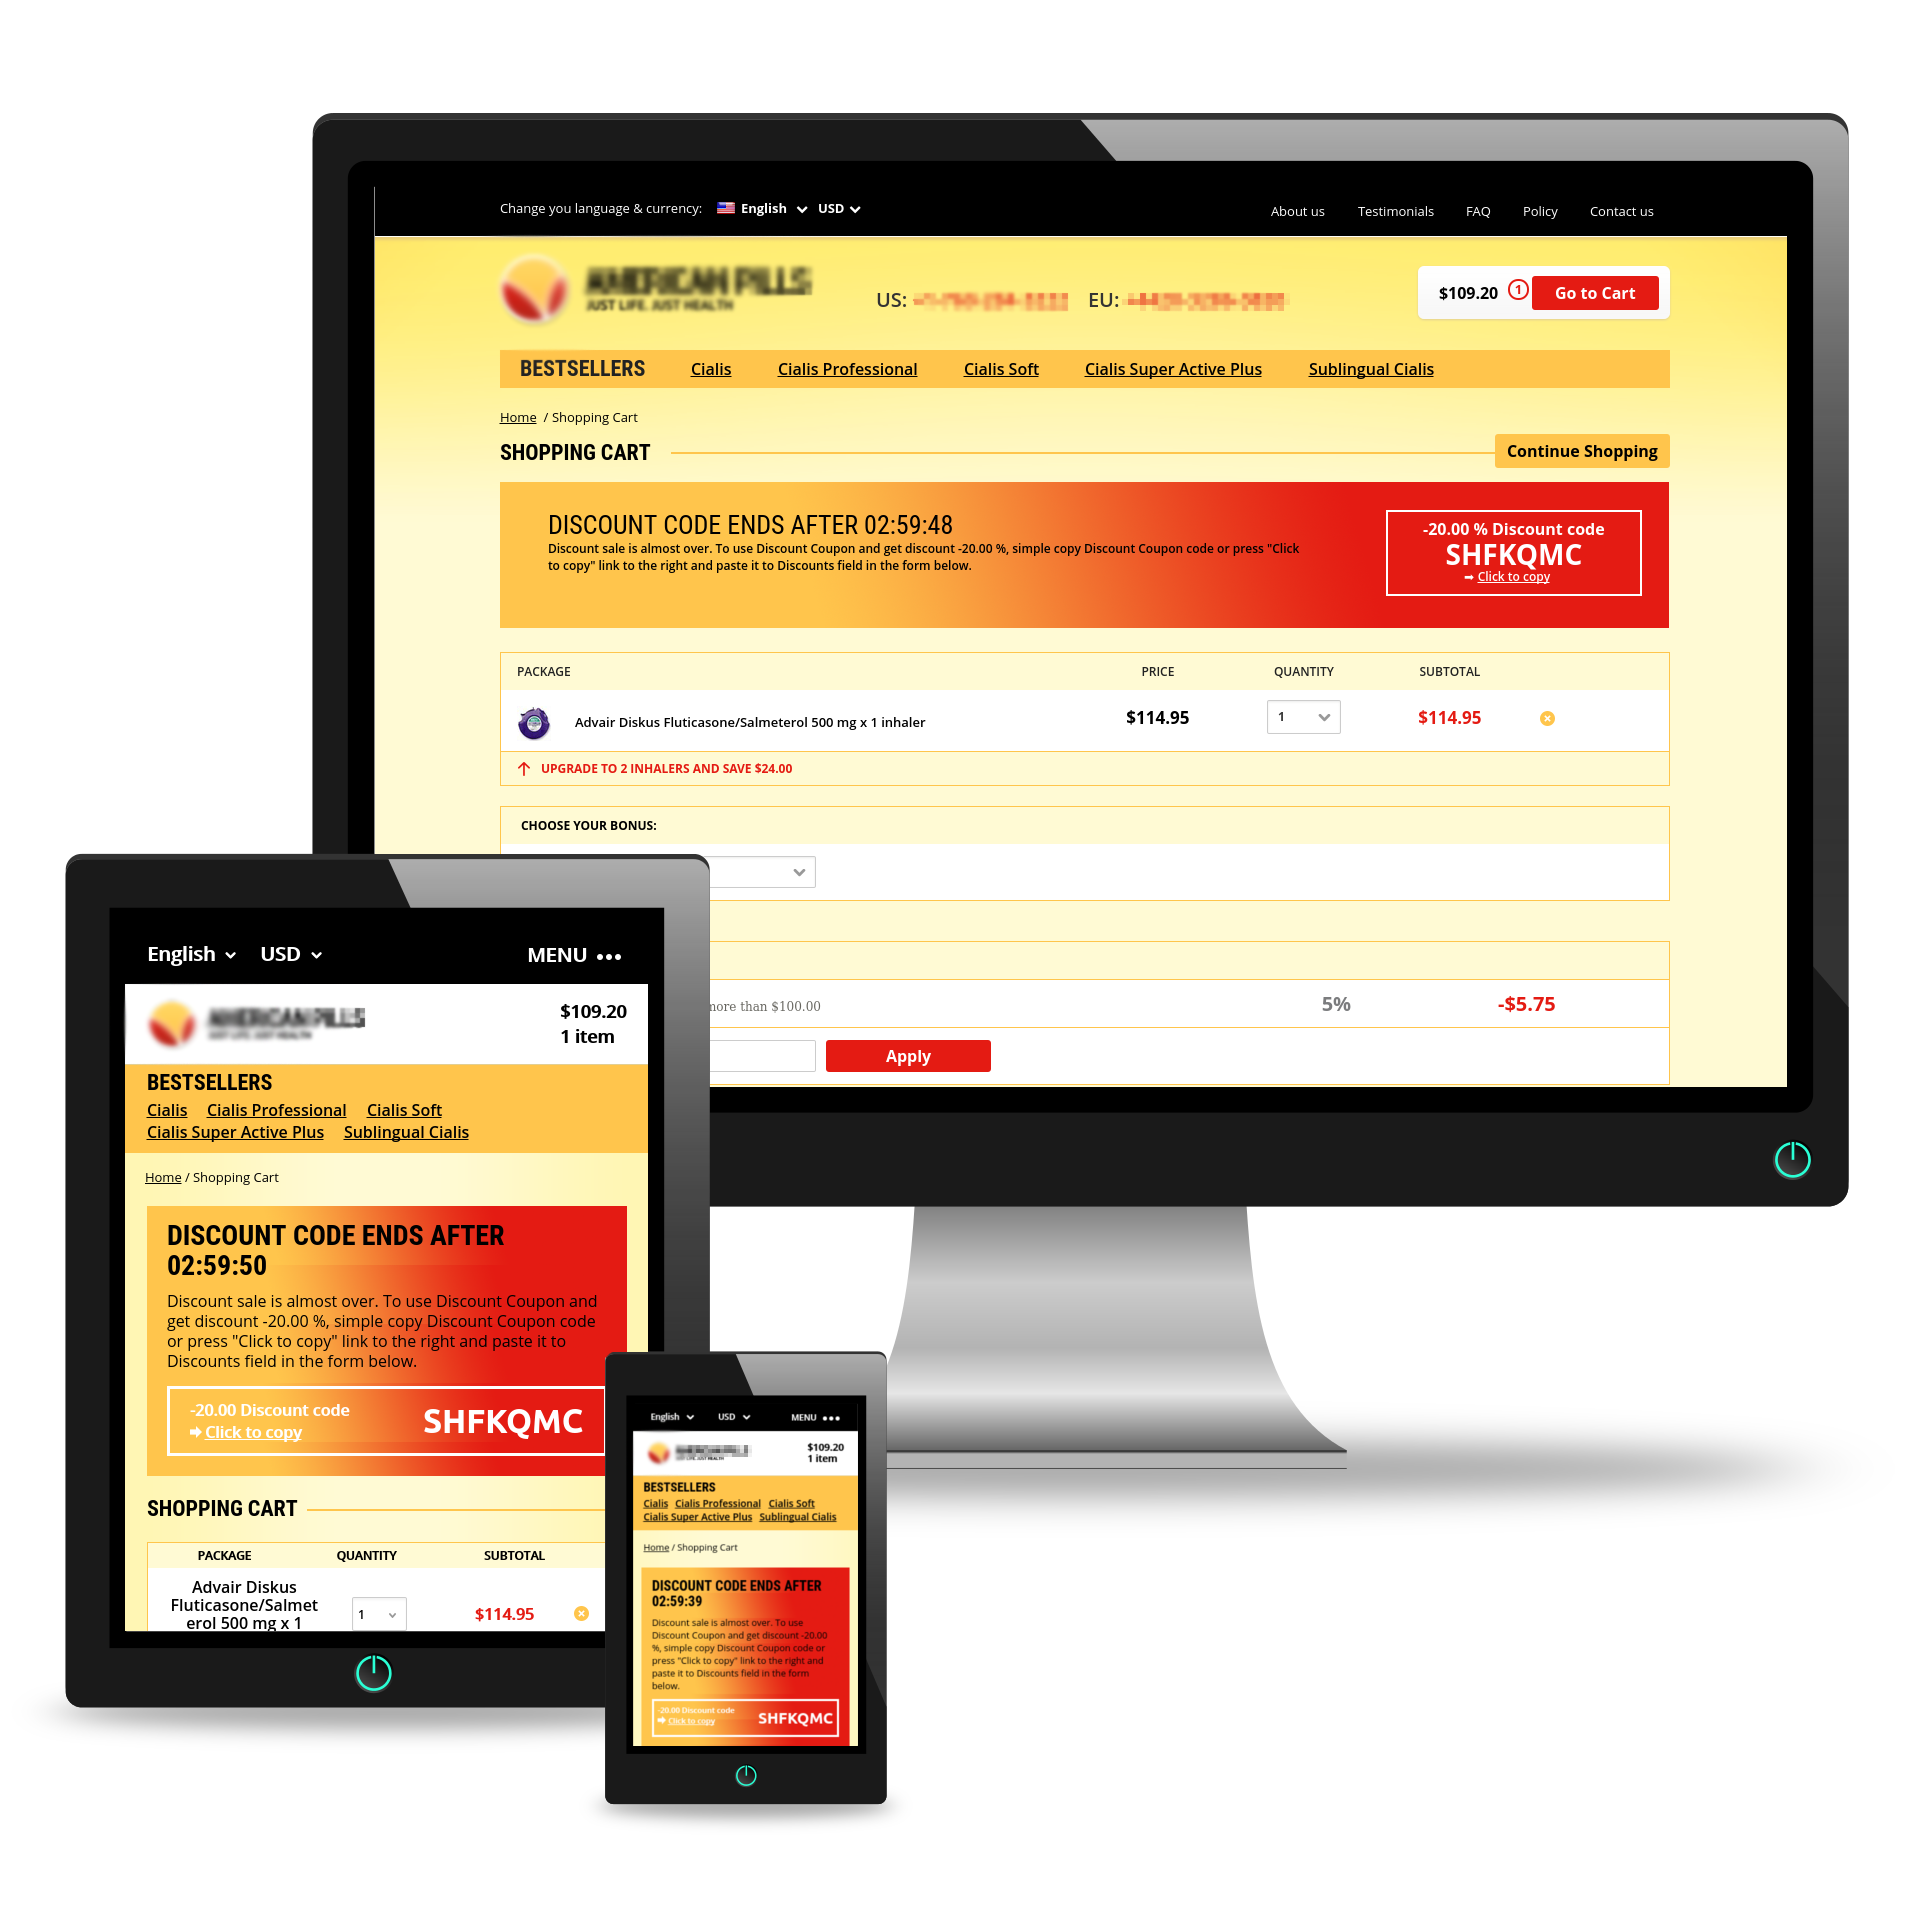 Change you language & currency: English USD
About us Testimonials FAQ Policy Contact us
AMERICAN PILLS
JUST LIFE. JUST HEALTH
US:
EU:
$109.20 1 Go to Cart
BESTSELLERS Cialis Cialis Professional Cialis Soft Cialis Super Active Plus Sublingual Cialis
Home / Shopping Cart
SHOPPING CART
Continue Shopping
DISCOUNT CODE ENDS AFTER 02:59:48
Discount sale is almost over. To use Discount Coupon and get discount -20.00 %, simple copy Discount Coupon code or press "Click
to copy" link to the right and paste it to Discounts field in the form below.
-20.00 % Discount code
SHFKQMC
➡ Click to copy
PACKAGE PRICE QUANTITY SUBTOTAL
Advair Diskus Fluticasone/Salmeterol 500 mg x 1 inhaler $114.95 1 $114.95
UPGRADE TO 2 INHALERS AND SAVE $24.00
CHOOSE YOUR BONUS:
more than $100.00 5% -$5.75
Apply
English USD MENU •••
AMERICAN PILLS
JUST LIFE. JUST HEALTH
$109.20
1 item
BESTSELLERS
Cialis Cialis Professional Cialis Soft
Cialis Super Active Plus Sublingual Cialis
Home / Shopping Cart
DISCOUNT CODE ENDS AFTER
02:59:50
Discount sale is almost over. To use Discount Coupon and
get discount -20.00 %, simple copy Discount Coupon code
or press "Click to copy" link to the right and paste it to
Discounts field in the form below.
-20.00 Discount code
➡ Click to copy
SHFKQMC
SHOPPING CART
PACKAGE QUANTITY SUBTOTAL
Advair Diskus
Fluticasone/Salmet
erol 500 mg x 1
1 $114.95
English USD MENU •••
$109.20
1 item
BESTSELLERS
Cialis Cialis Professional Cialis Soft
Cialis Super Active Plus Sublingual Cialis
Home / Shopping Cart
DISCOUNT CODE ENDS AFTER
02:59:39
Discount sale is almost over. To use
Discount Coupon and get discount -20.00
%, simple copy Discount Coupon code or
press "Click to copy" link to the right and
paste it to Discounts field in the form
below.
-20.00 Discount code
➡ Click to copy
SHFKQMC